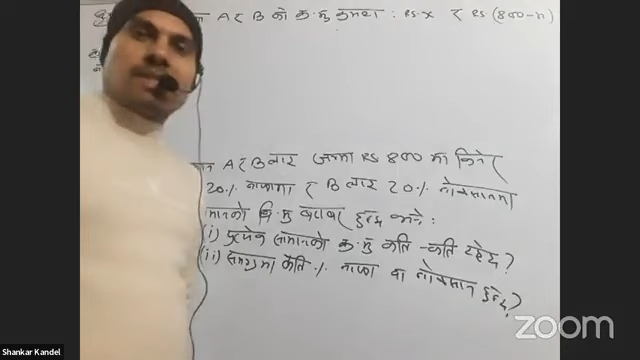 A र B को क्र.मु क्रमशः : Rs.x र Rs (800-x)
A र B लाई जम्मा Rs 800 मा किनेर
20% नाफामा र B लाई 20% नोक्सानमा
सामानको वि.मु बराबर हुन्छ भने :
(i) प्रत्येक सामानको क्र.मु कति-कति रहेछ ?
(ii) समग्रमा कति % नाफा वा नोक्सान हुनेछ ?
Shankar Kandel
zoom